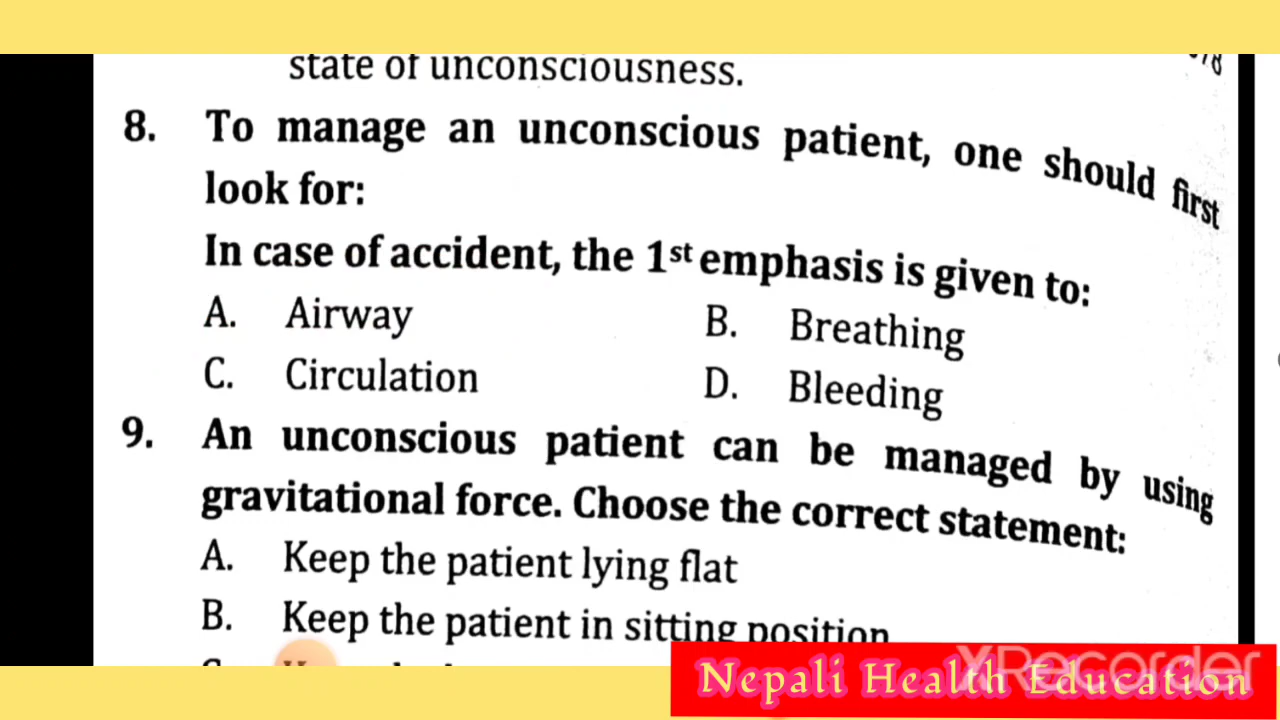 state of unconsciousness.
8. To manage an unconscious patient, one should first
look for:
In case of accident, the 1st emphasis is given to:
A. Airway B. Breathing
C. Circulation D. Bleeding
9. An unconscious patient can be managed by using
gravitational force. Choose the correct statement:
A. Keep the patient lying flat
B. Keep the patient in sitting position
Nepali Health Education
XRecorder